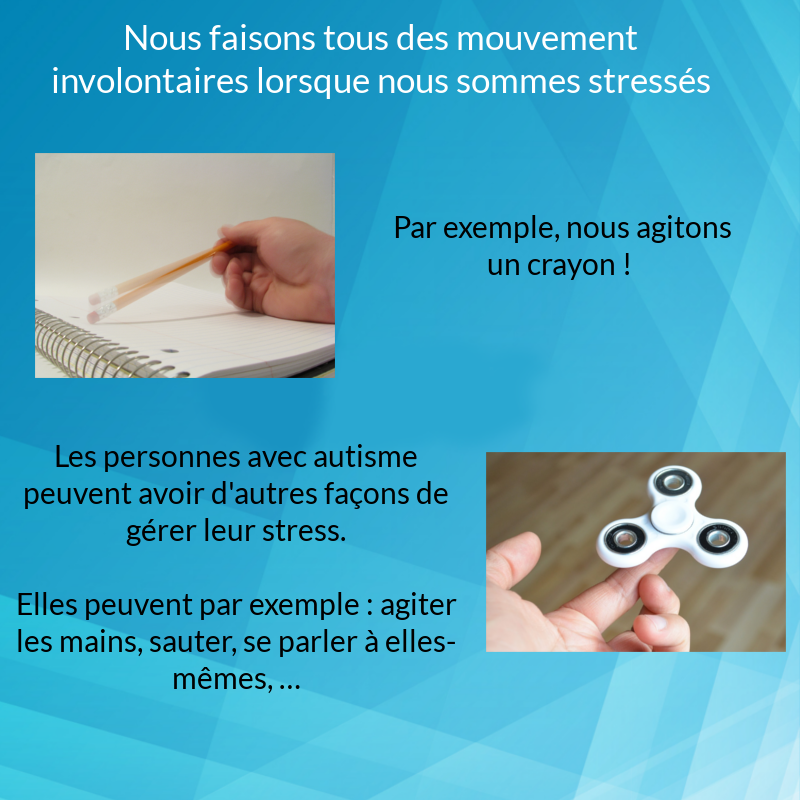 Nous faisons tous des mouvement
involontaires lorsque nous sommes stressés
Par exemple, nous agitons
un crayon !
Les personnes avec autisme
peuvent avoir d'autres façons de
gérer leur stress.
Elles peuvent par exemple : agiter
les mains, sauter, se parler à elles-
mêmes, ...